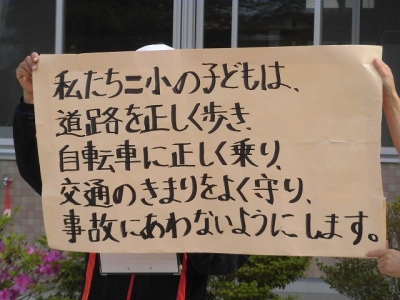 私たち二小の子どもは、
道路を正しく歩き、
自転車に正しく乗り、
交通のきまりをよく守り、
事故にあわないようにします。